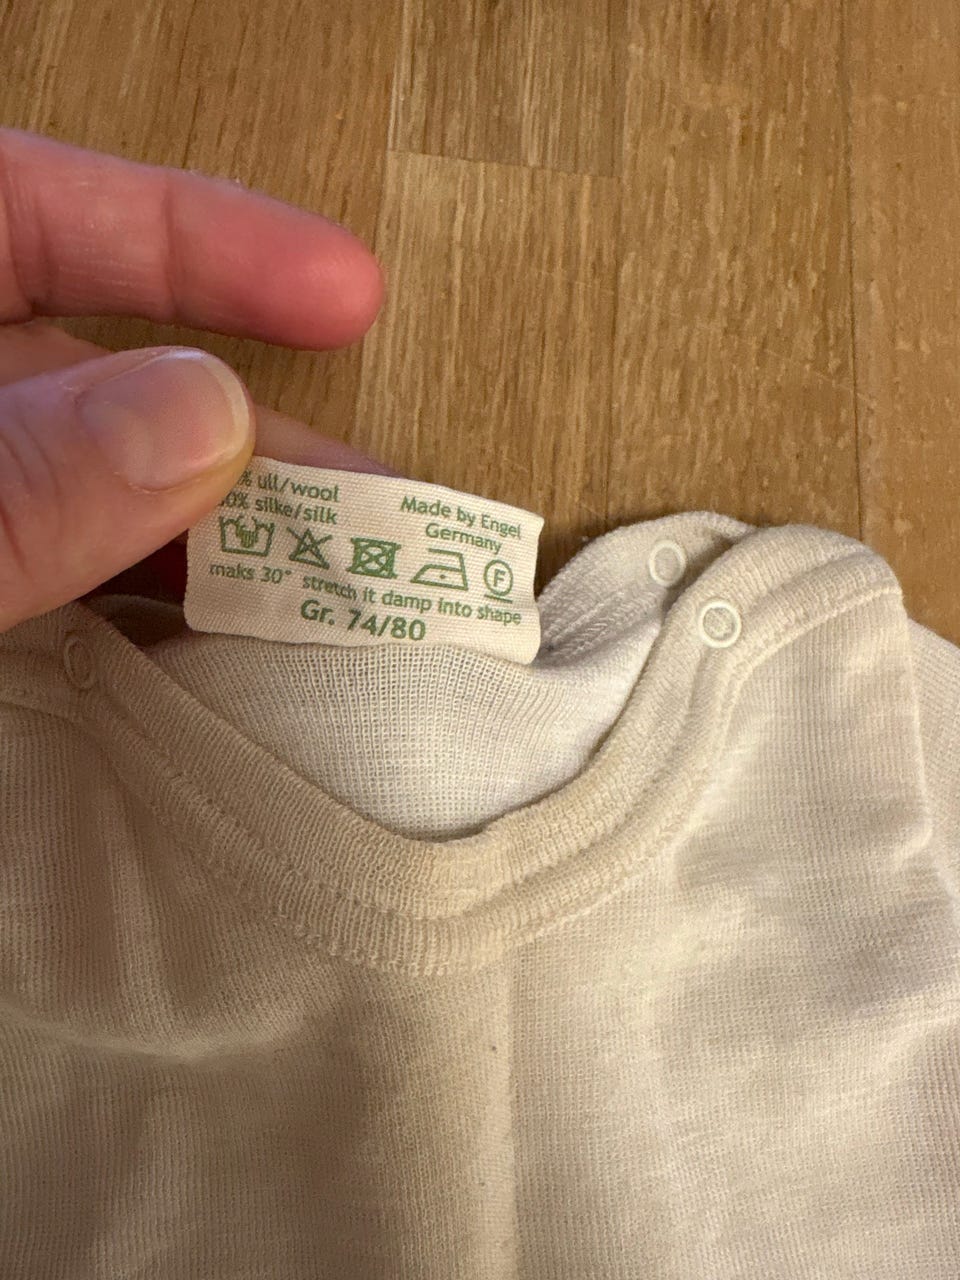 % ull/wool
0% silke/silk
Made by Engel
Germany
F
maks 30° stretch it damp into shape
Gr. 74/80